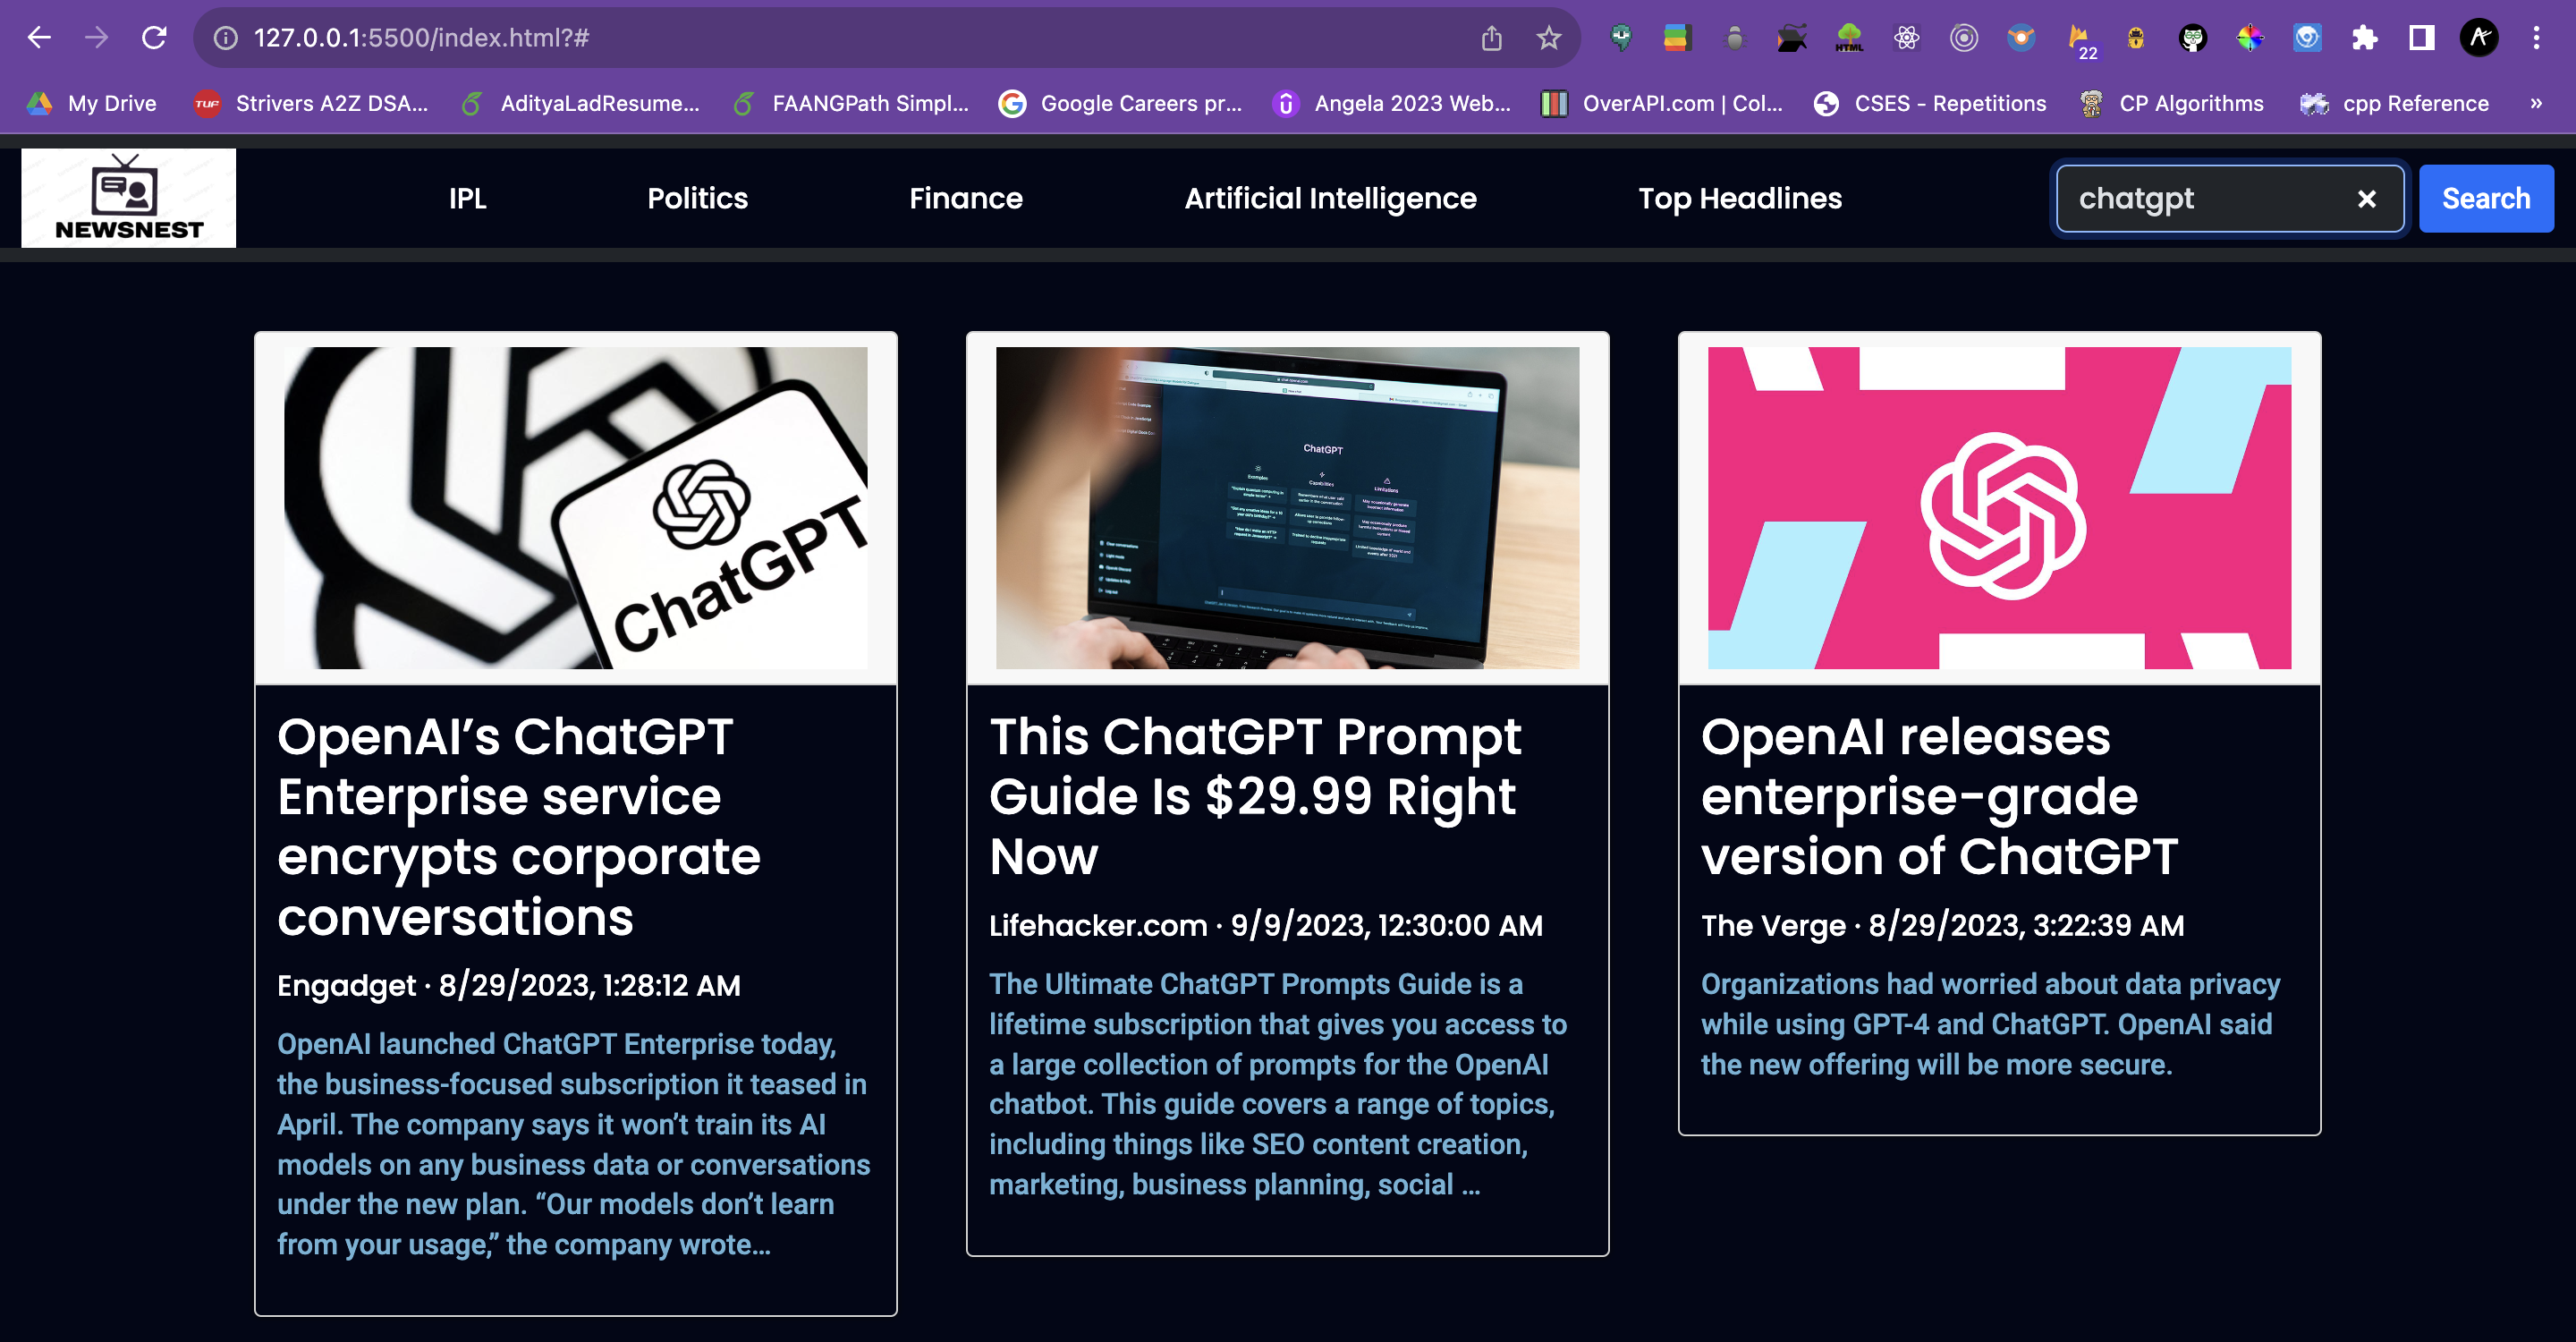 127.0.0.1:5500/index.html?#
22
My Drive
TUF
Strivers A2Z DSA...
AdityaLadResume...
FAANGPath Simpl...
Google Careers pr...
Angela 2023 Web...
OverAPI.com | Col...
CSES - Repetitions
CP Algorithms
cpp Reference
»
NEWSNEST
IPL
Politics
Finance
Artificial Intelligence
Top Headlines
chatgpt
Search
ChatGPT
ChatGPT
Examples
Capabilities
Limitations
OpenAI’s ChatGPT
Enterprise service
encrypts corporate
conversations
Engadget · 8/29/2023, 1:28:12 AM
OpenAI launched ChatGPT Enterprise today,
the business-focused subscription it teased in
April. The company says it won’t train its AI
models on any business data or conversations
under the new plan. “Our models don’t learn
from your usage,” the company wrote…
This ChatGPT Prompt
Guide Is $29.99 Right
Now
Lifehacker.com · 9/9/2023, 12:30:00 AM
The Ultimate ChatGPT Prompts Guide is a
lifetime subscription that gives you access to
a large collection of prompts for the OpenAI
chatbot. This guide covers a range of topics,
including things like SEO content creation,
marketing, business planning, social …
OpenAI releases
enterprise-grade
version of ChatGPT
The Verge · 8/29/2023, 3:22:39 AM
Organizations had worried about data privacy
while using GPT-4 and ChatGPT. OpenAI said
the new offering will be more secure.